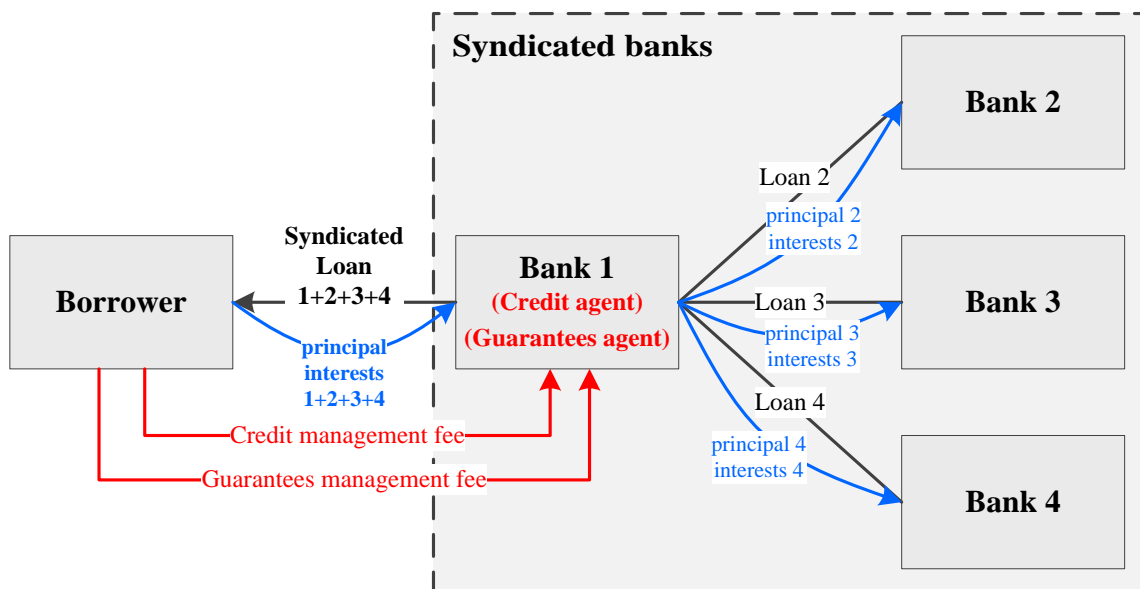 Syndicated banks
Bank 2
Loan 2
principal 2
interests 2
Syndicated
Loan
1+2+3+4
Borrower
Bank 1
(Credit agent)
(Guarantees agent)
Loan 3
Bank 3
principal 3
interests 3
principal
interests
1+2+3+4
Loan 4
Credit management fee
principal 4
interests 4
Guarantees management fee
Bank 4